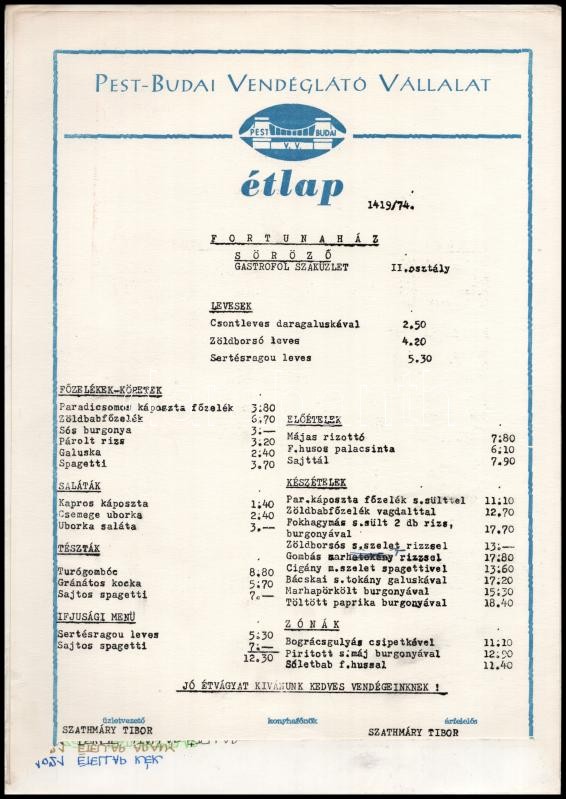 PEST-BUDAI VENDÉGLÁTÓ VÁLLALAT
PEST BUDAI
V. V.
étlap
1419/74.
FORTUNAHÁZ
SÖRÖZŐ
GASTROFOL SZAKÜZLET II.osztály
LEVESEK
Csontleves daragaluskával 2.50
Zöldborsó leves 4.20
Sertésragou leves 5.30
FŐZELÉKEK-KÖRETEK
Paradicsomos káposzta főzelék 3:80
Zöldbabfőzelék 6,70
Sós burgonya 3.—
Párolt rizs 3;20
Galuska 2:40
Spagetti 3.70
SALÁTÁK
Kapros káposzta 1;40
Csemege uborka 2;40
Uborka saláta 3.—
TÉSZTÁK
Turógombóc 8;80
Gránátos kocka 5;70
Sajtos spagetti 7.—
IFJUSÁGI MENÜ
Sertésragou leves 5;30
Sajtos spagetti 7;—
12.30
ELŐÉTELEK
Májas rizottó 7;80
F.husos palacsinta 6;10
Sajttál 7.90
KÉSZÉTELEK
Par.káposzta főzelék s.sülttel 11;10
Zöldbabfőzelék vagdalttal 12,70
Fokhagymás s.sült 2 db rizs,
burgonyával 17.70
Zöldborsós s.szelet rizzsel 13;—
Gombás marhatokány rizzsel 17;80
Cigány m.szelet spagettivel 13;60
Bácskai s.tokány galuskával 17;20
Marhapörkölt burgonyával 15;30
Töltött paprika burgonyával 18.40
ZÓNÁK
Bográcsgulyás csipetkével 11;10
Piritott s.máj burgonyával 12;90
Sóletbab f.hussal 11.40
JÓ ÉTVÁGYAT KIVÁNUNK KEDVES VENDÉGEINKNEK !
üzletvezető konyhafőnök árfelelős
SZATHMÁRY TIBOR SZATHMÁRY TIBOR